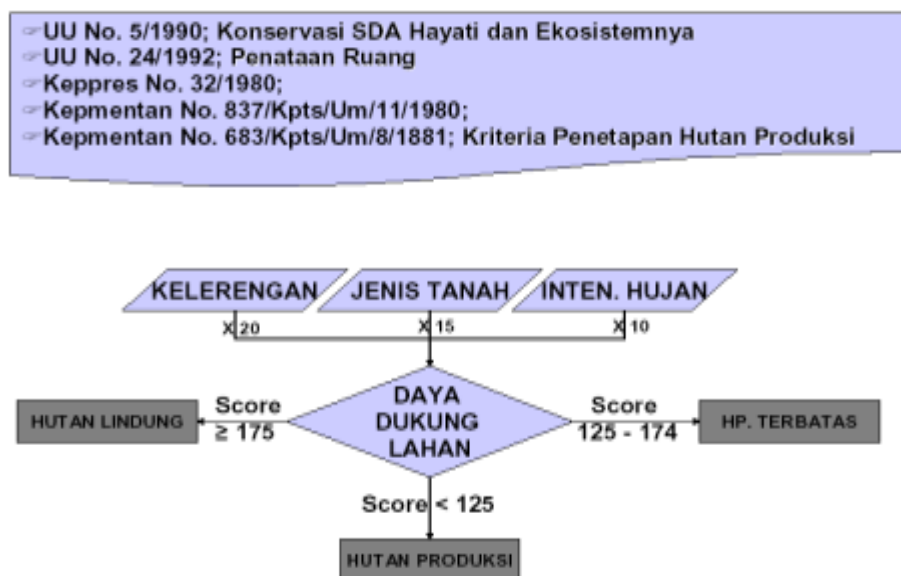 ☞UU No. 5/1990; Konservasi SDA Hayati dan Ekosistemnya
☞UU No. 24/1992; Penataan Ruang
☞Keppres No. 32/1980;
☞Kepmentan No. 837/Kpts/Um/11/1980;
☞Kepmentan No. 683/Kpts/Um/8/1881; Kriteria Penetapan Hutan Produksi
KELERENGAN JENIS TANAH INTEN. HUJAN
X 20 X 15 X 10
DAYA
DUKUNG
LAHAN
HUTAN LINDUNG
Score
≥ 175
Score
125 - 174
HP. TERBATAS
Score < 125
HUTAN PRODUKSI